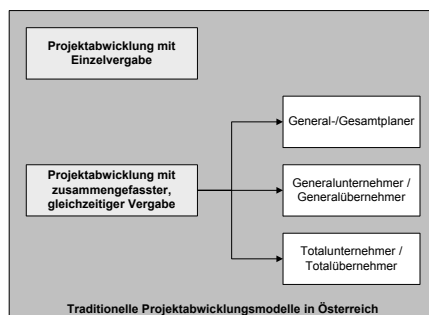 Projektabwicklung mit
Einzelvergabe
General-/Gesamtplaner
Projektabwicklung mit
zusammengefasster,
gleichzeitiger Vergabe
Generalunternehmer /
Generalübernehmer
Totalunternehmer /
Totalübernehmer
Traditionelle Projektabwicklungsmodelle in Österreich